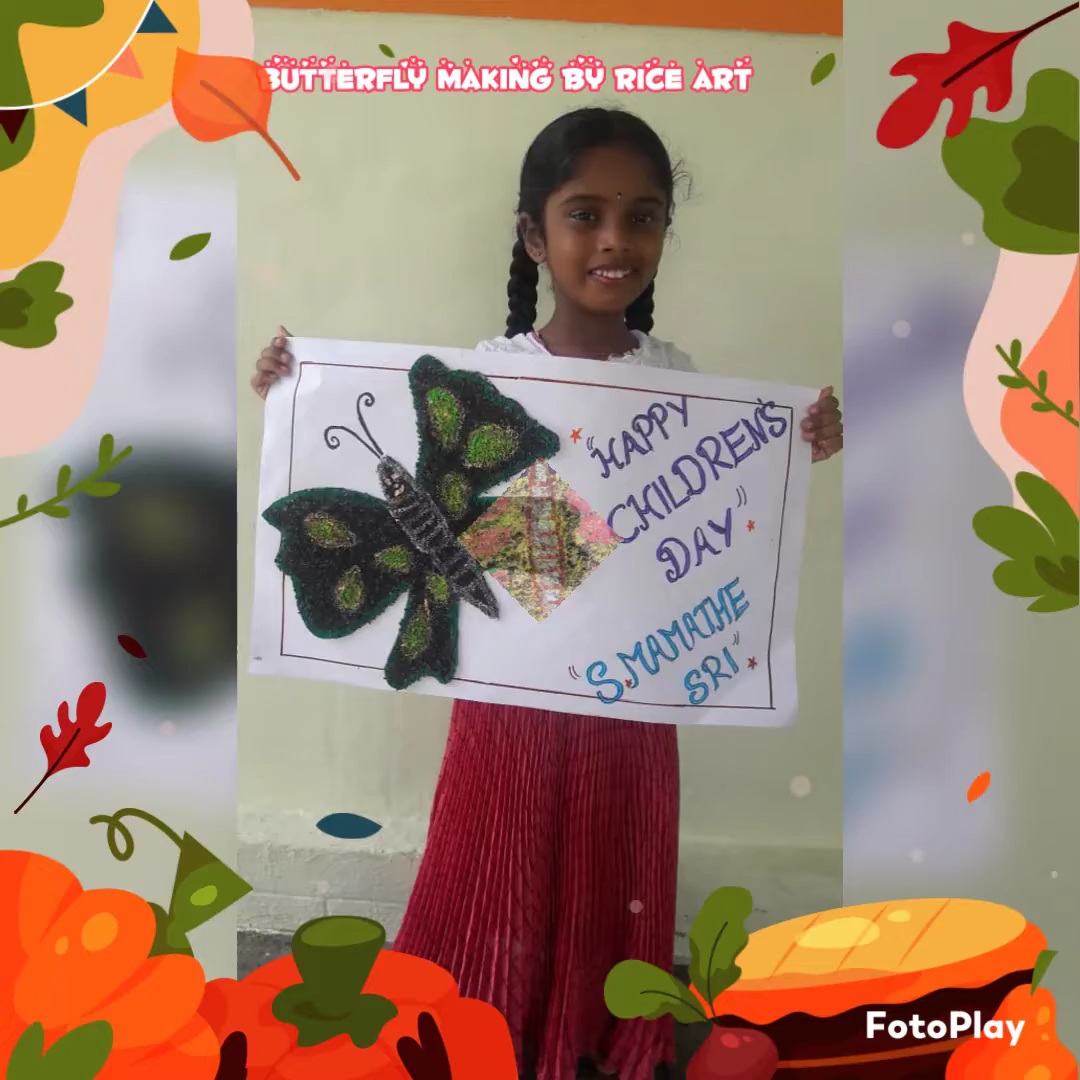 BUTTERFLY MAKING BY RICE ART
"HAPPY
CHILDREN'S
DAY"
"S.MAMATHE
SRI"
FotoPlay